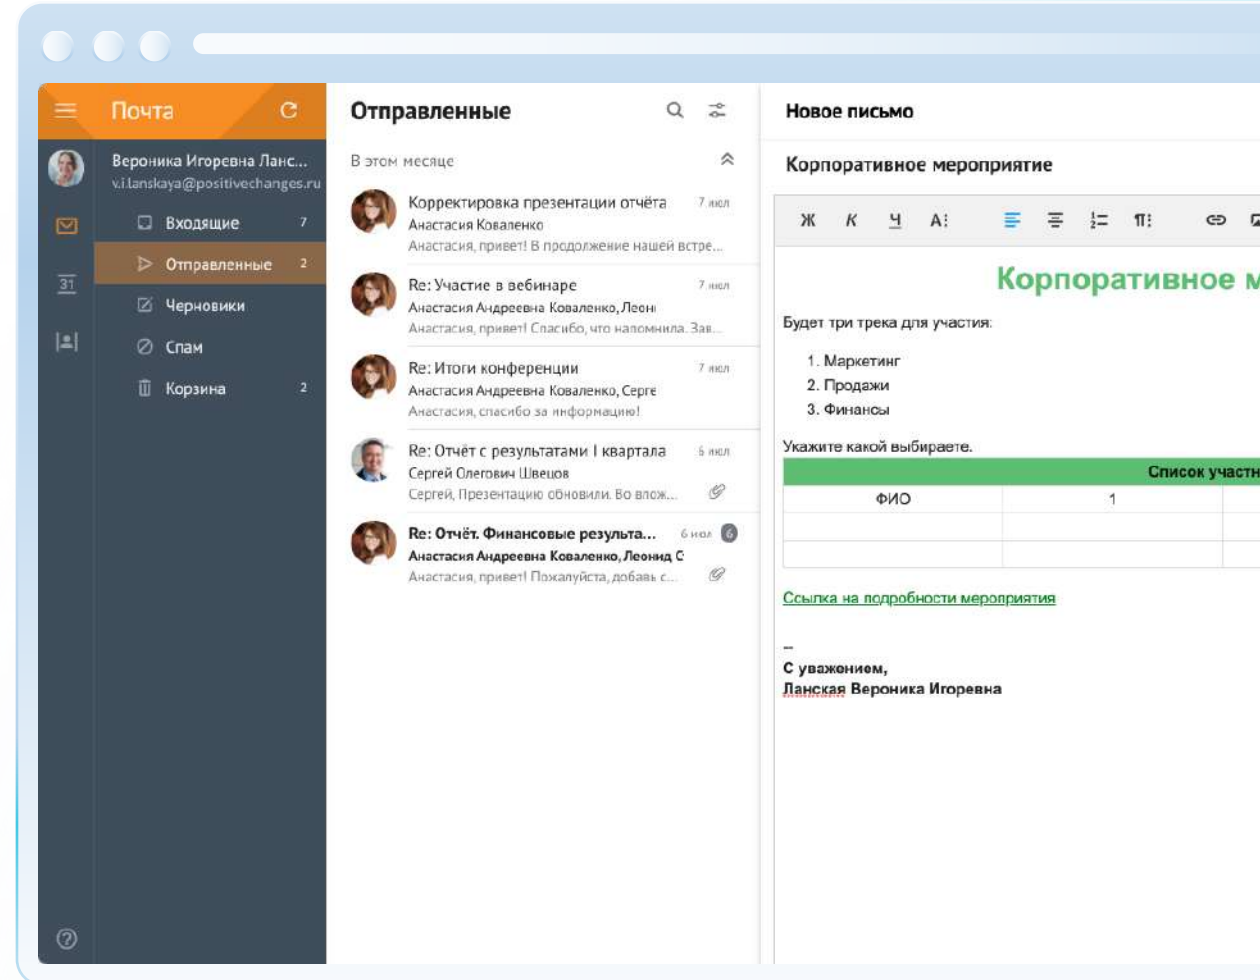 Почта
Вероника Игоревна Ланс...
v.i.lanskaya@positivechanges.ru
Входящие 7
Отправленные 2
Черновики
Спам
Корзина 2
31
Отправленные
В этом месяце
Корректировка презентации отчёта 7 июл
Анастасия Коваленко
Анастасия, привет! В продолжение нашей встре...
Re: Участие в вебинаре 7 июл
Анастасия Андреевна Коваленко, Леони
Анастасия, привет! Спасибо, что напомнила. Зав...
Re: Итоги конференции 7 июл
Анастасия Андреевна Коваленко, Серге
Анастасия, спасибо за информацию!
Re: Отчёт с результатами I квартала 6 июл
Сергей Олегович Швецов
Сергей, Презентацию обновили. Во влож...
Re: Отчёт. Финансовые результа... 6 июл 6
Анастасия Андреевна Коваленко, Леонид С
Анастасия, привет! Пожалуйста, добавь с...
Новое письмо
Корпоративное мероприятие
Ж К Ч А
Корпоративное м
Будет три трека для участия:
1. Маркетинг
2. Продажи
3. Финансы
Укажите какой выбираете.
Список участн
ФИО 1
Ссылка на подробности мероприятия
--
С уважением,
Ланская Вероника Игоревна